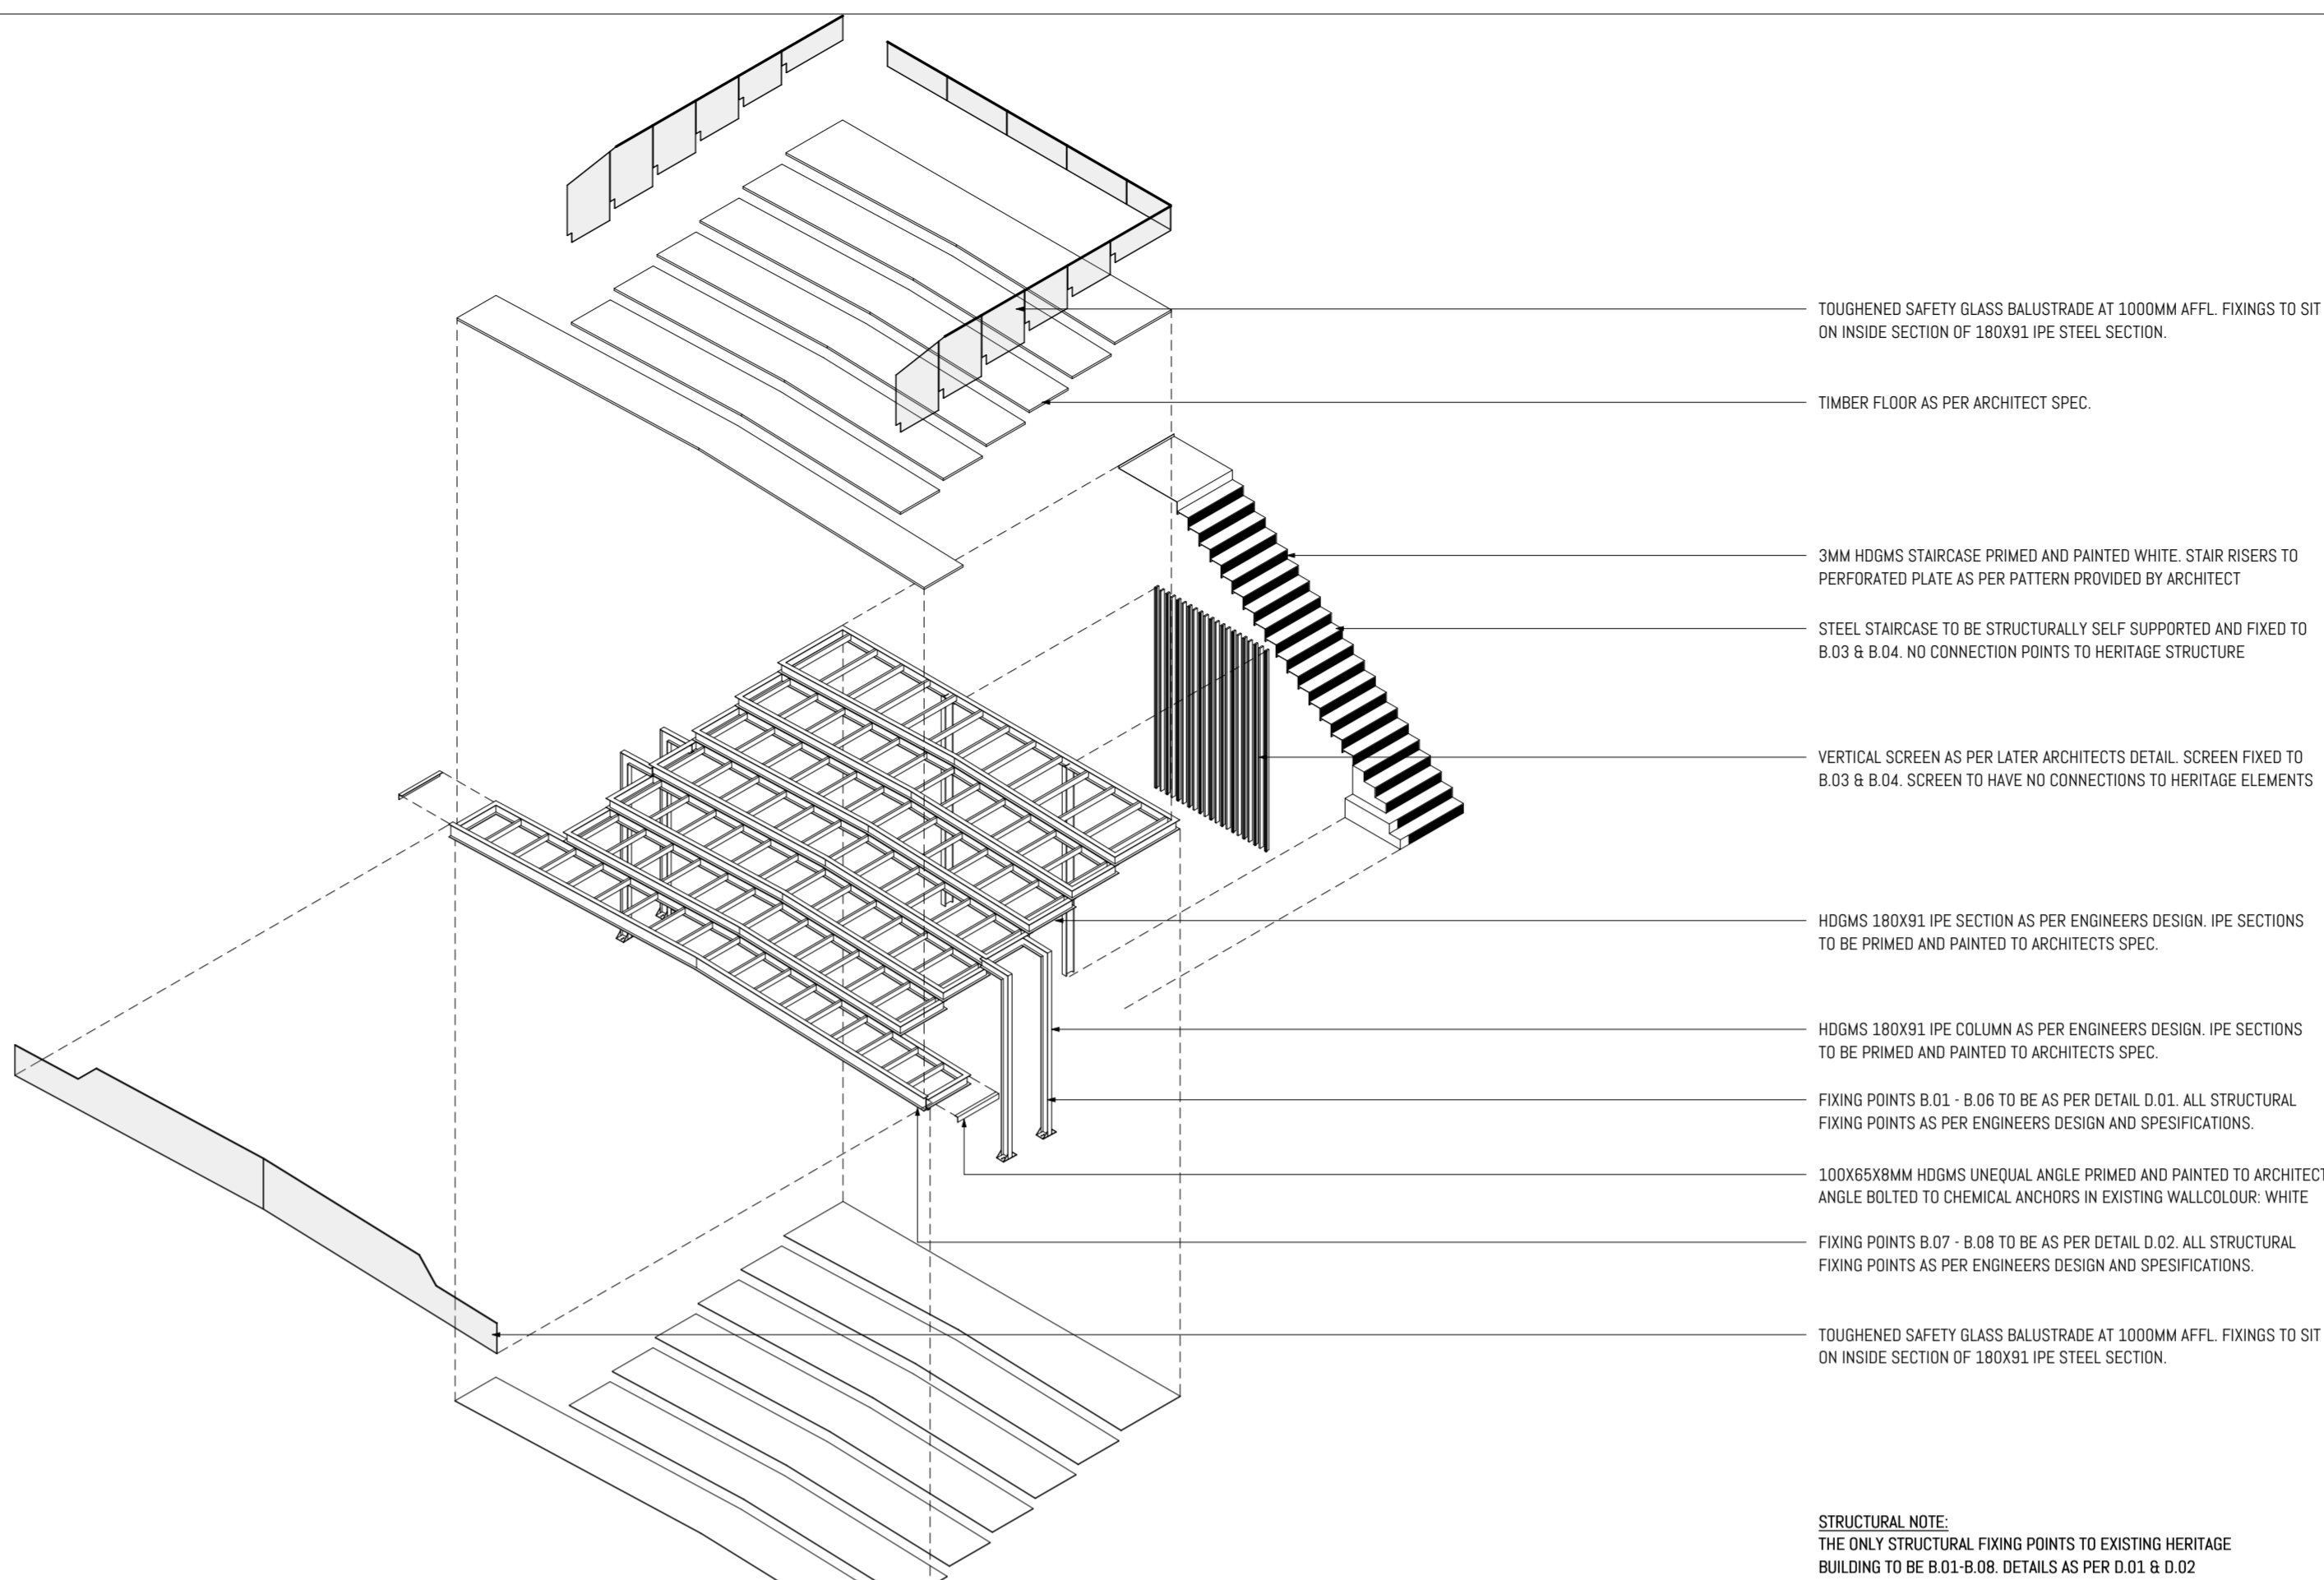 TOUGHENED SAFETY GLASS BALUSTRADE AT 1000MM AFFL. FIXINGS TO SIT
ON INSIDE SECTION OF 180X91 IPE STEEL SECTION.
TIMBER FLOOR AS PER ARCHITECT SPEC.
3MM HDGMS STAIRCASE PRIMED AND PAINTED WHITE. STAIR RISERS TO
PERFORATED PLATE AS PER PATTERN PROVIDED BY ARCHITECT
STEEL STAIRCASE TO BE STRUCTURALLY SELF SUPPORTED AND FIXED TO
B.03 & B.04. NO CONNECTION POINTS TO HERITAGE STRUCTURE
VERTICAL SCREEN AS PER LATER ARCHITECTS DETAIL. SCREEN FIXED TO
B.03 & B.04. SCREEN TO HAVE NO CONNECTIONS TO HERITAGE ELEMENTS
HDGMS 180X91 IPE SECTION AS PER ENGINEERS DESIGN. IPE SECTIONS
TO BE PRIMED AND PAINTED TO ARCHITECTS SPEC.
HDGMS 180X91 IPE COLUMN AS PER ENGINEERS DESIGN. IPE SECTIONS
TO BE PRIMED AND PAINTED TO ARCHITECTS SPEC.
FIXING POINTS B.01 - B.06 TO BE AS PER DETAIL D.01. ALL STRUCTURAL
FIXING POINTS AS PER ENGINEERS DESIGN AND SPESIFICATIONS.
100X65X8MM HDGMS UNEQUAL ANGLE PRIMED AND PAINTED TO ARCHITECT
ANGLE BOLTED TO CHEMICAL ANCHORS IN EXISTING WALLCOLOUR: WHITE
FIXING POINTS B.07 - B.08 TO BE AS PER DETAIL D.02. ALL STRUCTURAL
FIXING POINTS AS PER ENGINEERS DESIGN AND SPESIFICATIONS.
TOUGHENED SAFETY GLASS BALUSTRADE AT 1000MM AFFL. FIXINGS TO SIT
ON INSIDE SECTION OF 180X91 IPE STEEL SECTION.
STRUCTURAL NOTE:
THE ONLY STRUCTURAL FIXING POINTS TO EXISTING HERITAGE
BUILDING TO BE B.01-B.08. DETAILS AS PER D.01 & D.02